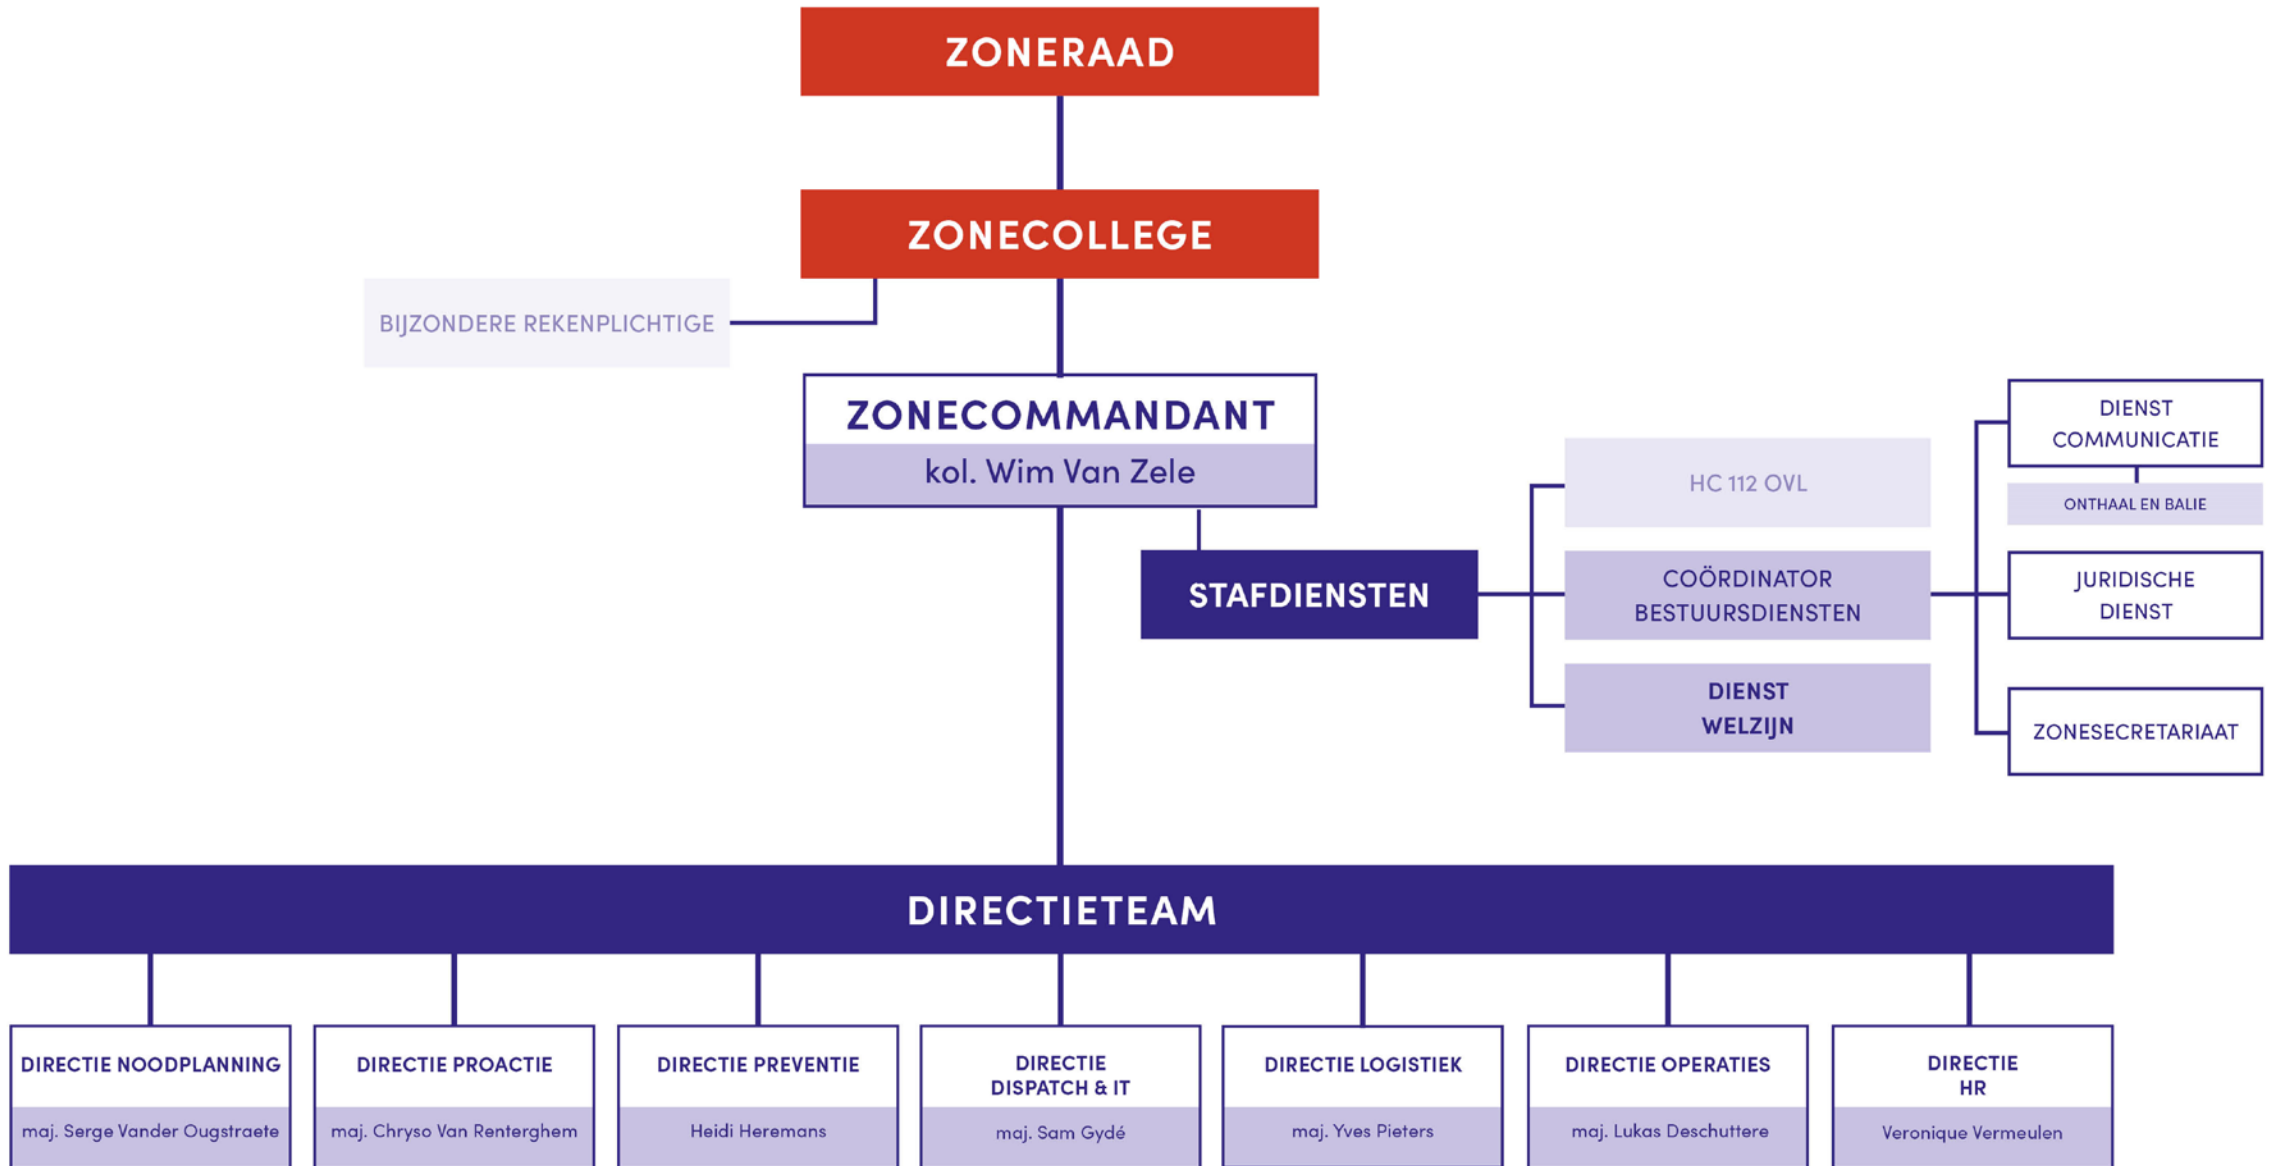 ZONERAAD
ZONECOLLEGE
BIJZONDERE REKENPLICHTIGE
ZONECOMMANDANT
kol. Wim Van Zele
STAFDIENSTEN
HC 112 OVL
COÖRDINATOR
BESTUURSDIENSTEN
DIENST
WELZIJN
DIENST
COMMUNICATIE
ONTHAAL EN BALIE
JURIDISCHE
DIENST
ZONESECRETARIAAT
DIRECTIETEAM
DIRECTIE NOODPLANNING
maj. Serge Vander Ougstraete
DIRECTIE PROACTIE
maj. Chryso Van Renterghem
DIRECTIE PREVENTIE
Heidi Heremans
DIRECTIE
DISPATCH & IT
maj. Sam Gydé
DIRECTIE LOGISTIEK
maj. Yves Pieters
DIRECTIE OPERATIES
maj. Lukas Deschuttere
DIRECTIE
HR
Veronique Vermeulen